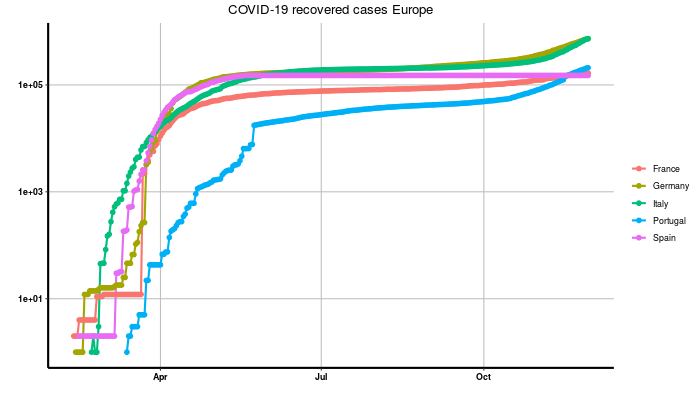 COVID-19 recovered cases Europe
1e+05
1e+03
1e+01
Apr
Jul
Oct
France
Germany
Italy
Portugal
Spain